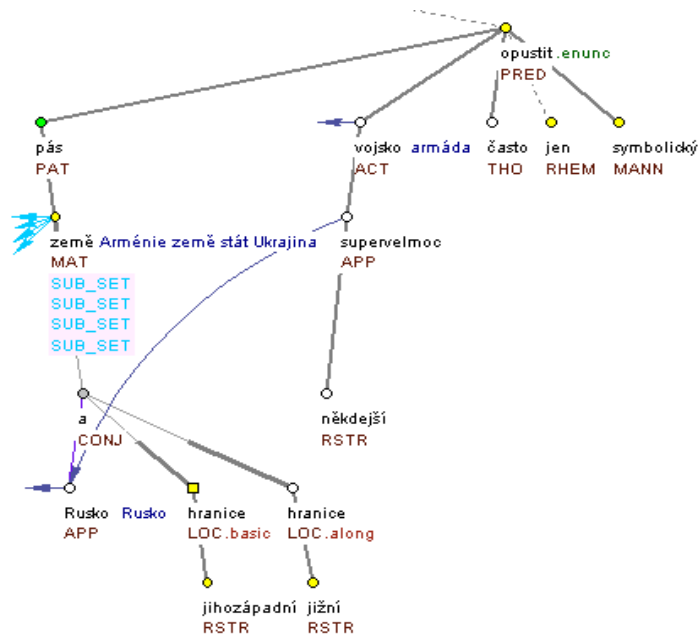 opustit.enunc
PRED
pás vojsko armáda často jen symbolický
PAT ACT THO RHEM MANN
země Arménie země stát Ukrajina supervelmoc
MAT APP
SUB_SET
SUB_SET
SUB_SET
SUB_SET
a někdejší
CONJ RSTR
Rusko Rusko hranice hranice
APP LOC.basic LOC.along
jihozápadní jižní
RSTR RSTR